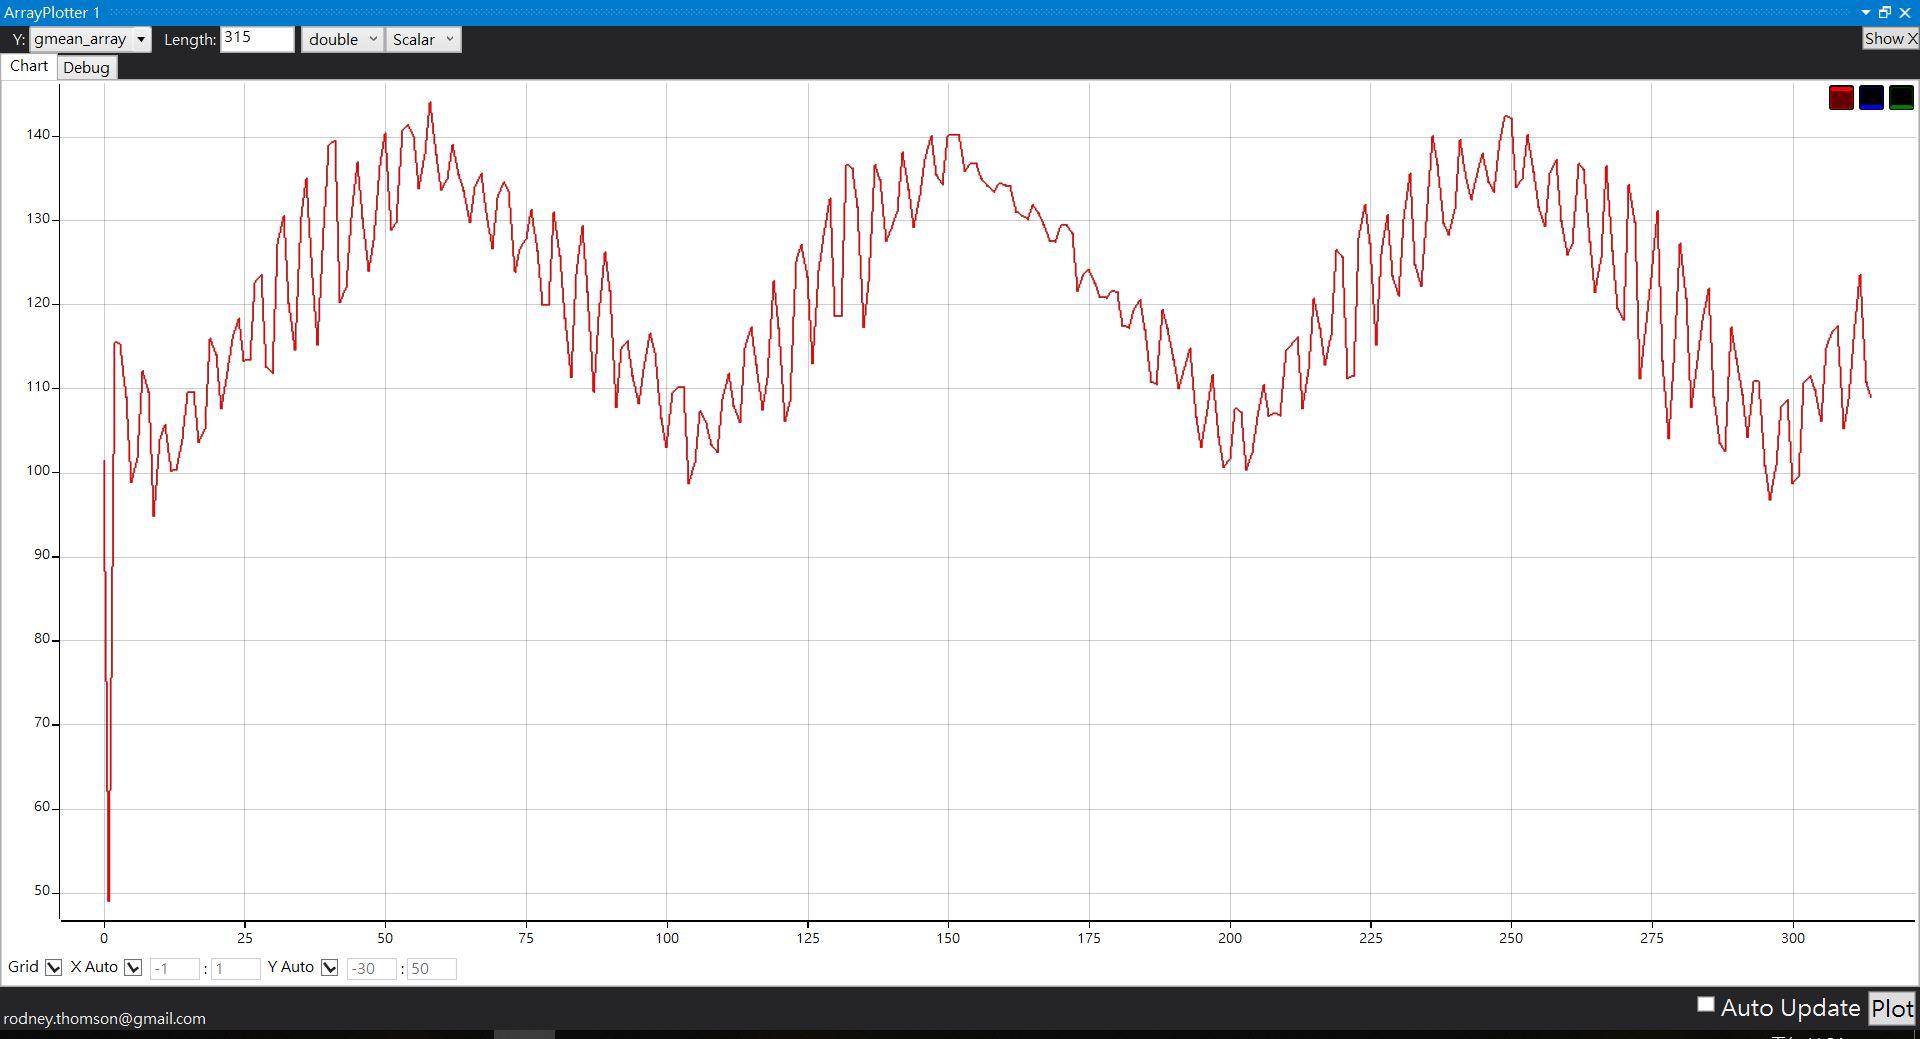 ArrayPlotter 1
Y: gmean_array Length: 315 double Scalar Show X
Chart Debug
140
130
120
110
100
90
80
70
60
50
0 25 50 75 100 125 150 175 200 225 250 275 300
Grid X Auto -1 : 1 Y Auto -30 : 50
Auto Update Plot
rodney.thomson@gmail.com